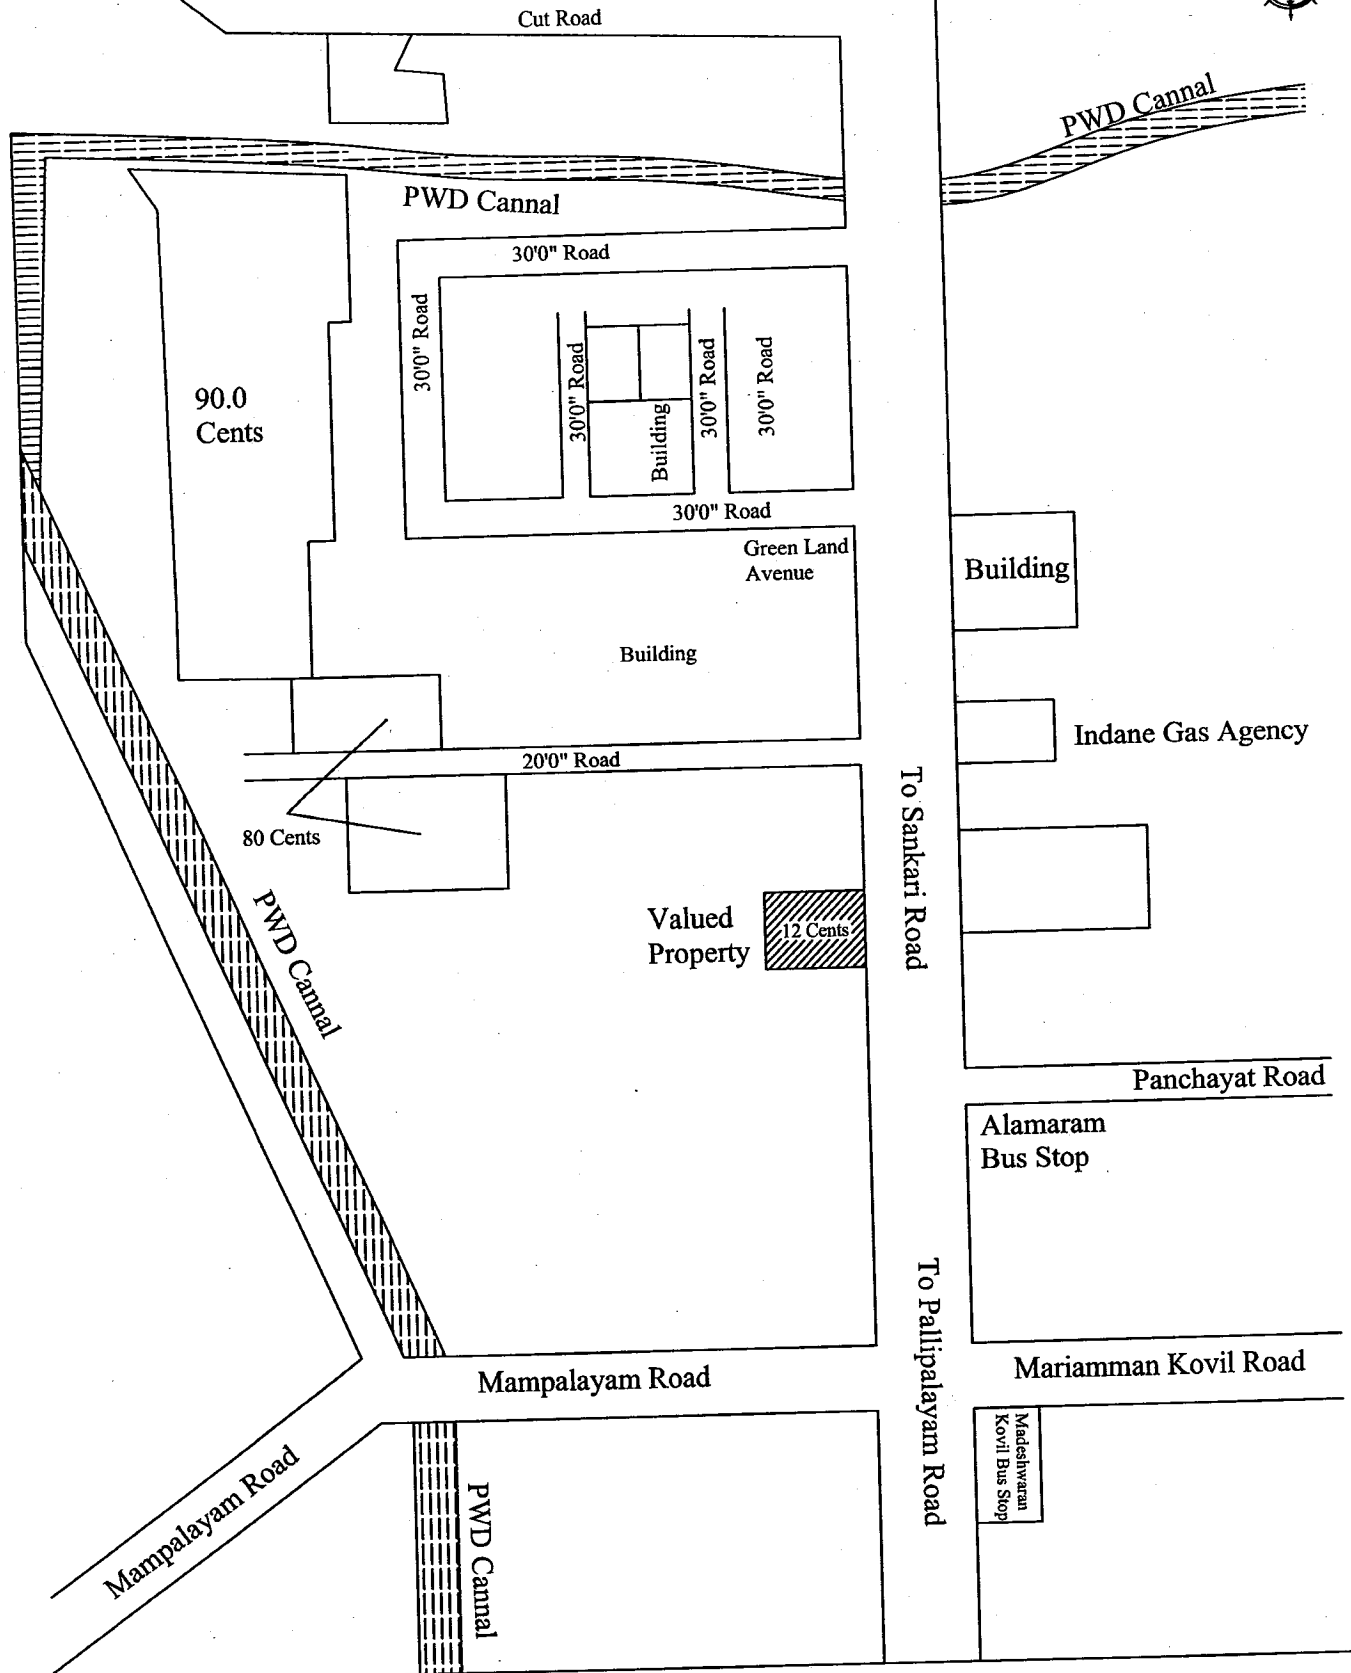 Cut Road
PWD Cannal
PWD Cannal
30'0" Road
30'0" Road
30'0" Road
Building
30'0" Road
30'0" Road
90.0
Cents
30'0" Road
Green Land
Avenue
Building
Building
Indane Gas Agency
20'0" Road
80 Cents
To Sankari Road
PWD Cannal
Valued
Property
12 Cents
Panchayat Road
Alamaram
Bus Stop
To Pallipalayam Road
Mampalayam Road
Mariamman Kovil Road
Madeshwaran
Kovil Bus Stop
Mampalayam Road
PWD Cannal